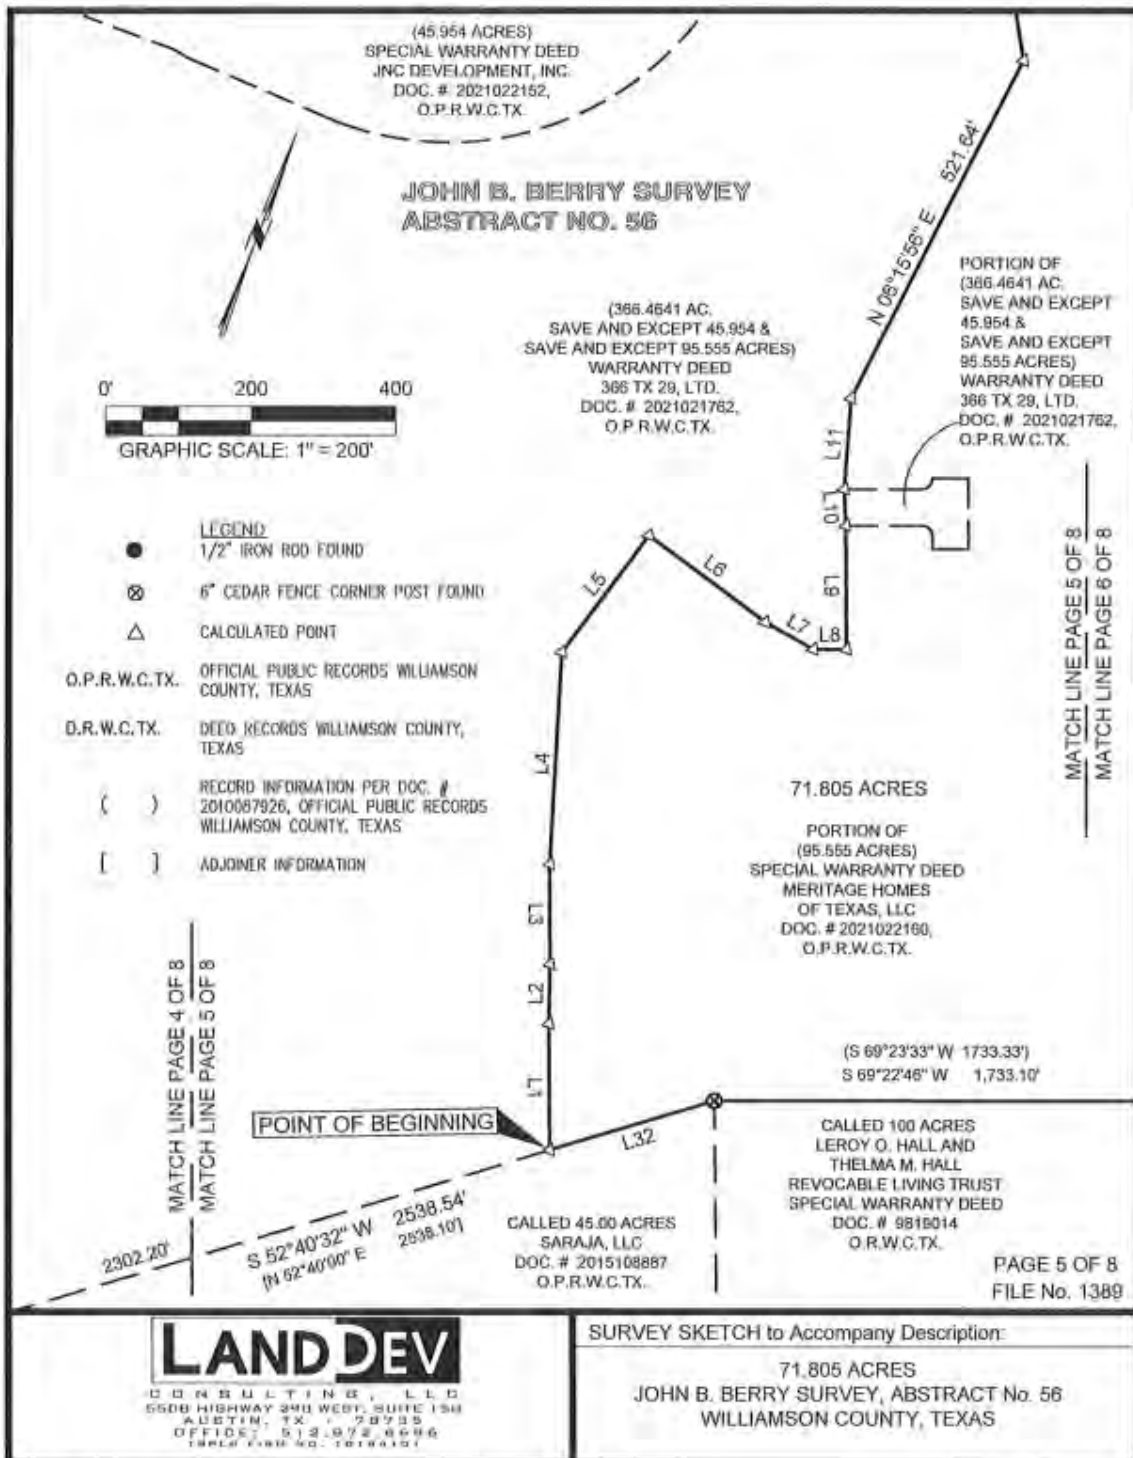 (45.954 ACRES)
SPECIAL WARRANTY DEED
JNC DEVELOPMENT, INC.
DOC. # 2021022152,
O.P.R.W.C.TX.
JOHN B. BERRY SURVEY
ABSTRACT NO. 56
N 08°15'56" E 521.64'
PORTION OF
(366.4641 AC.
SAVE AND EXCEPT
45.954 &
SAVE AND EXCEPT
95.555 ACRES)
WARRANTY DEED
366 TX 29, LTD.
DOC. # 2021021762,
O.P.R.W.C.TX.
(366.4641 AC.
SAVE AND EXCEPT 45.954 &
SAVE AND EXCEPT 95.555 ACRES)
WARRANTY DEED
366 TX 29, LTD.
DOC. # 2021021762,
O.P R.W.C.TX.
0' 200 400
GRAPHIC SCALE: 1" = 200'
LEGEND
1/2" IRON ROD FOUND
6" CEDAR FENCE CORNER POST FOUND
CALCULATED POINT
O.P.R.W.C.TX. OFFICIAL PUBLIC RECORDS WILLIAMSON
COUNTY, TEXAS
D.R.W.C.TX. DEED RECORDS WILLIAMSON COUNTY,
TEXAS
( ) RECORD INFORMATION PER DOC. #
2010087926, OFFICIAL PUBLIC RECORDS
WILLIAMSON COUNTY, TEXAS
[ ] ADJOINER INFORMATION
L11
L10
L9
L8
L7
L6
L5
L4
L3
L2
L1
L32
MATCH LINE PAGE 5 OF 8
MATCH LINE PAGE 6 OF 8
71.805 ACRES
PORTION OF
(95.555 ACRES)
SPECIAL WARRANTY DEED
MERITAGE HOMES
OF TEXAS, LLC
DOC. # 2021022160,
O.P.R.W.C.TX.
MATCH LINE PAGE 4 OF 8
MATCH LINE PAGE 5 OF 8
(S 69°23'33" W 1733.33')
S 69°22'46" W 1,733.10'
POINT OF BEGINNING
2302.20'
S 52°40'32" W 2538.54'
[N 52°40'00" E 2538.10']
CALLED 45.00 ACRES
SARAJA, LLC
DOC. # 2015108887
O.P.R.W.C.TX.
CALLED 100 ACRES
LEROY O. HALL AND
THELMA M. HALL
REVOCABLE LIVING TRUST
SPECIAL WARRANTY DEED
DOC. # 9819014
O.R.W.C.TX.
PAGE 5 OF 8
FILE No. 1389
LANDDEV
CONSULTING, LLC
5508 HIGHWAY 290 WEST, SUITE 150
AUSTIN, TX 78735
OFFICE: 512.872.6696
SURVEY SKETCH to Accompany Description:
71.805 ACRES
JOHN B. BERRY SURVEY, ABSTRACT No. 56
WILLIAMSON COUNTY, TEXAS